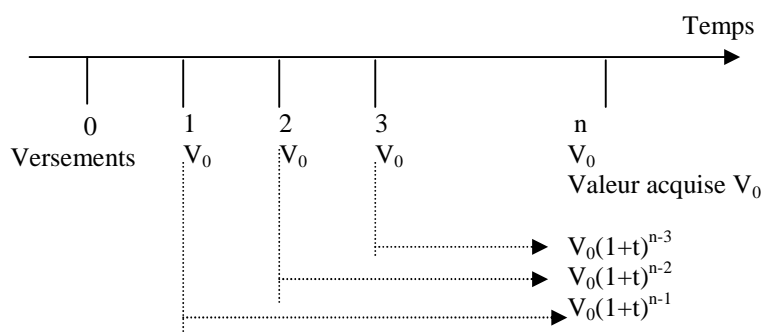 Temps
0 1 2 3 n
Versements V₀ V₀ V₀ V₀
Valeur acquise V₀
V₀(1+t)ⁿ⁻³
V₀(1+t)ⁿ⁻²
V₀(1+t)ⁿ⁻¹